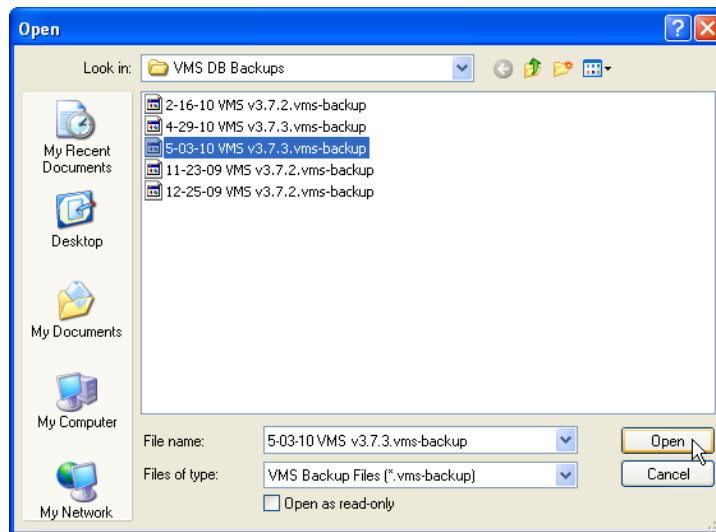 Open
Look in:
VMS DB Backups
My Recent
Documents
Desktop
My Documents
My Computer
My Network
2-16-10 VMS v3.7.2.vms-backup
4-29-10 VMS v3.7.3.vms-backup
5-03-10 VMS v3.7.3.vms-backup
11-23-09 VMS v3.7.2.vms-backup
12-25-09 VMS v3.7.2.vms-backup
File name:
5-03-10 VMS v3.7.3.vms-backup
Open
Files of type:
VMS Backup Files (*.vms-backup)
Cancel
Open as read-only